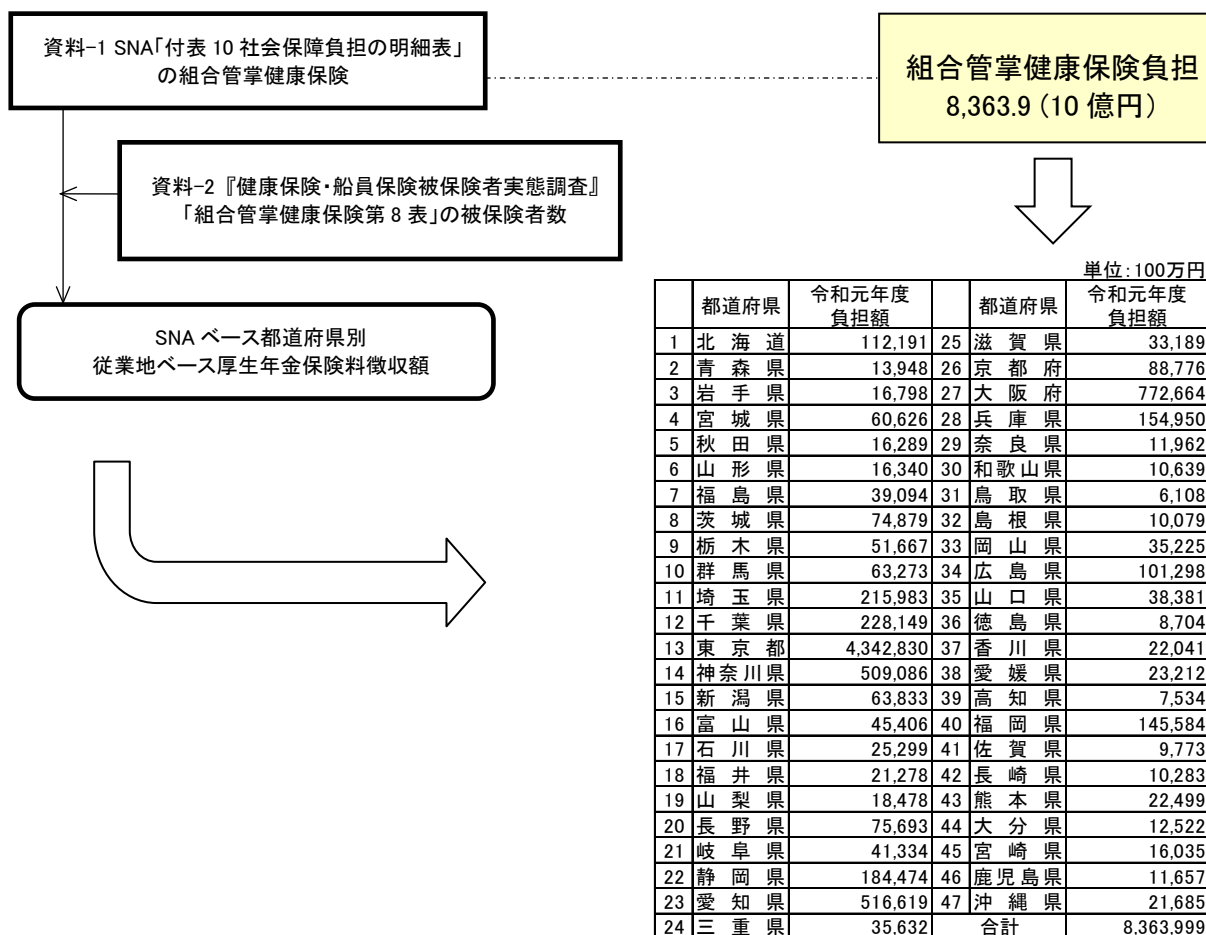 資料-1 SNA「付表 10 社会保障負担の明細表」
の組合管掌健康保険
組合管掌健康保険負担
8,363.9（10 億円）
資料-2『健康保険・船員保険被保険者実態調査』
「組合管掌健康保険第 8 表」の被保険者数
SNA ベース都道府県別
従業地ベース厚生年金保険料徴収額
単位：100万円
都道府県 令和元年度 負担額 都道府県 令和元年度 負担額
1 北海道 112,191 25 滋賀県 33,189
2 青森県 13,948 26 京都府 88,776
3 岩手県 16,798 27 大阪府 772,664
4 宮城県 60,626 28 兵庫県 154,950
5 秋田県 16,289 29 奈良県 11,962
6 山形県 16,340 30 和歌山県 10,639
7 福島県 39,094 31 鳥取県 6,108
8 茨城県 74,879 32 島根県 10,079
9 栃木県 51,667 33 岡山県 35,225
10 群馬県 63,273 34 広島県 101,298
11 埼玉県 215,983 35 山口県 38,381
12 千葉県 228,149 36 徳島県 8,704
13 東京都 4,342,830 37 香川県 22,041
14 神奈川県 509,086 38 愛媛県 23,212
15 新潟県 63,833 39 高知県 7,534
16 富山県 45,406 40 福岡県 145,584
17 石川県 25,299 41 佐賀県 9,773
18 福井県 21,278 42 長崎県 10,283
19 山梨県 18,478 43 熊本県 22,499
20 長野県 75,693 44 大分県 12,522
21 岐阜県 41,334 45 宮崎県 16,035
22 静岡県 184,474 46 鹿児島県 11,657
23 愛知県 516,619 47 沖縄県 21,685
24 三重県 35,632 合計 8,363,999